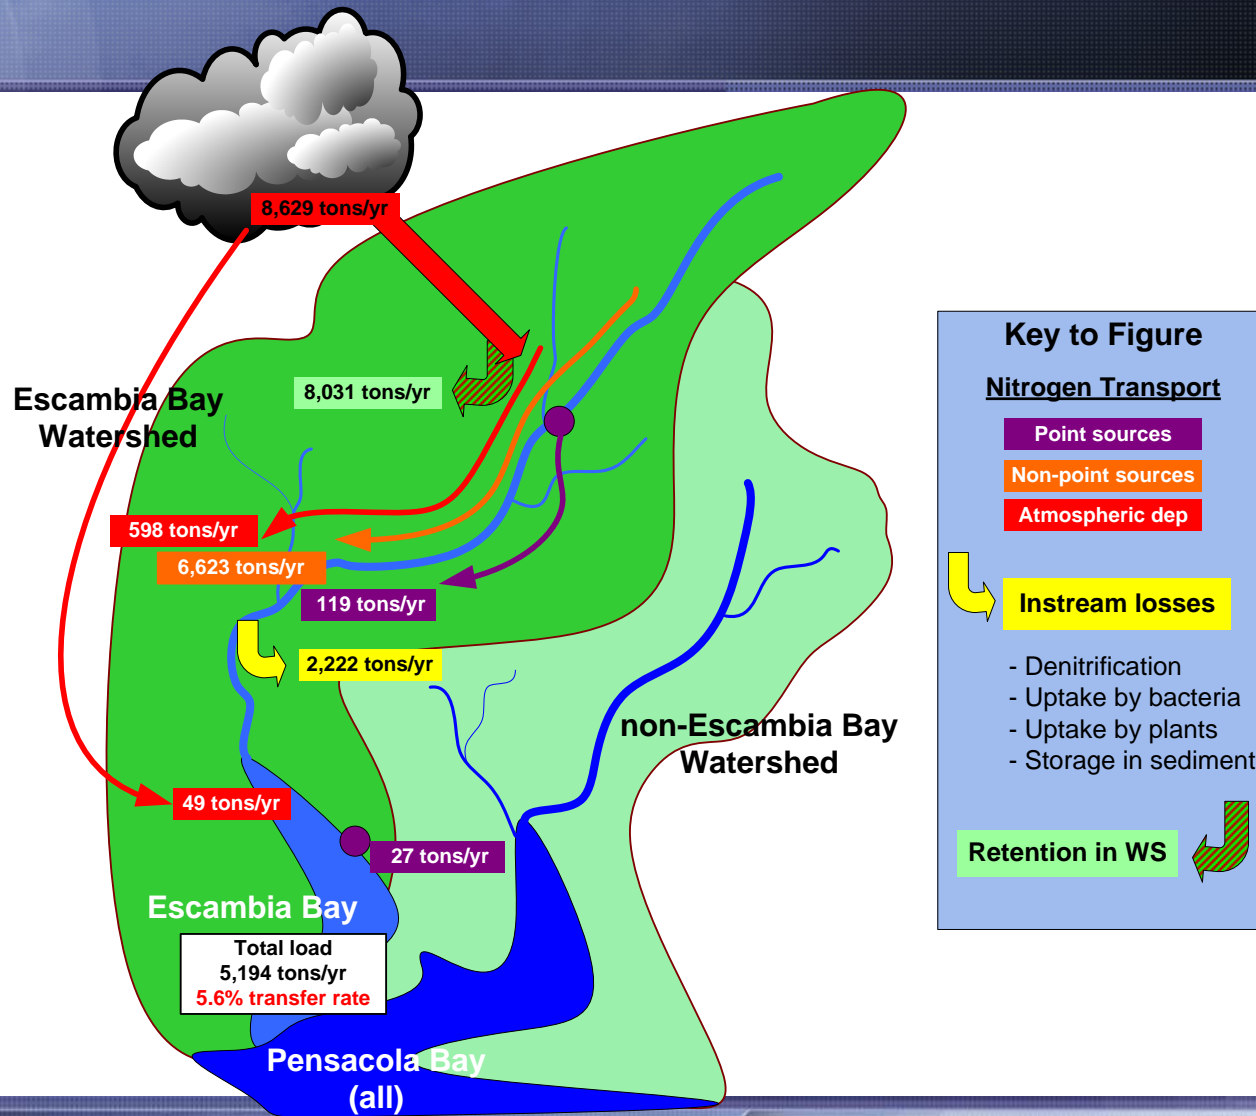 8,629 tons/yr
8,031 tons/yr
Escambia Bay
Watershed
598 tons/yr
6,623 tons/yr
119 tons/yr
2,222 tons/yr
non-Escambia Bay
Watershed
49 tons/yr
27 tons/yr
Escambia Bay
Total load
5,194 tons/yr
5.6% transfer rate
Pensacola Bay
(all)
Key to Figure
Nitrogen Transport
Point sources
Non-point sources
Atmospheric dep
Instream losses
- Denitrification
- Uptake by bacteria
- Uptake by plants
- Storage in sediment
Retention in WS